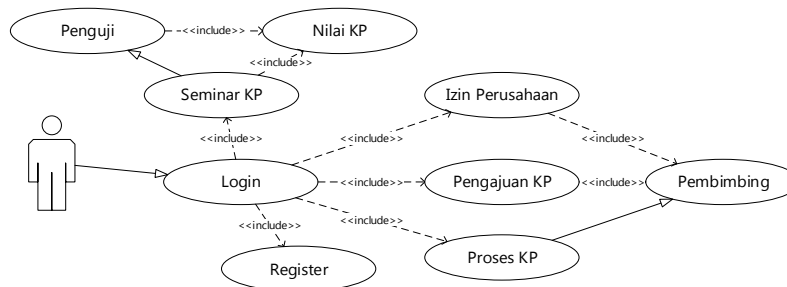 Penguji
<<include>>
Nilai KP
<<include>>
Seminar KP
Izin Perusahaan
<<include>>
<<include>>
<<include>>
Login
<<include>>
Pengajuan KP
<<include>>
Pembimbing
<<include>>
<<include>>
Register
Proses KP